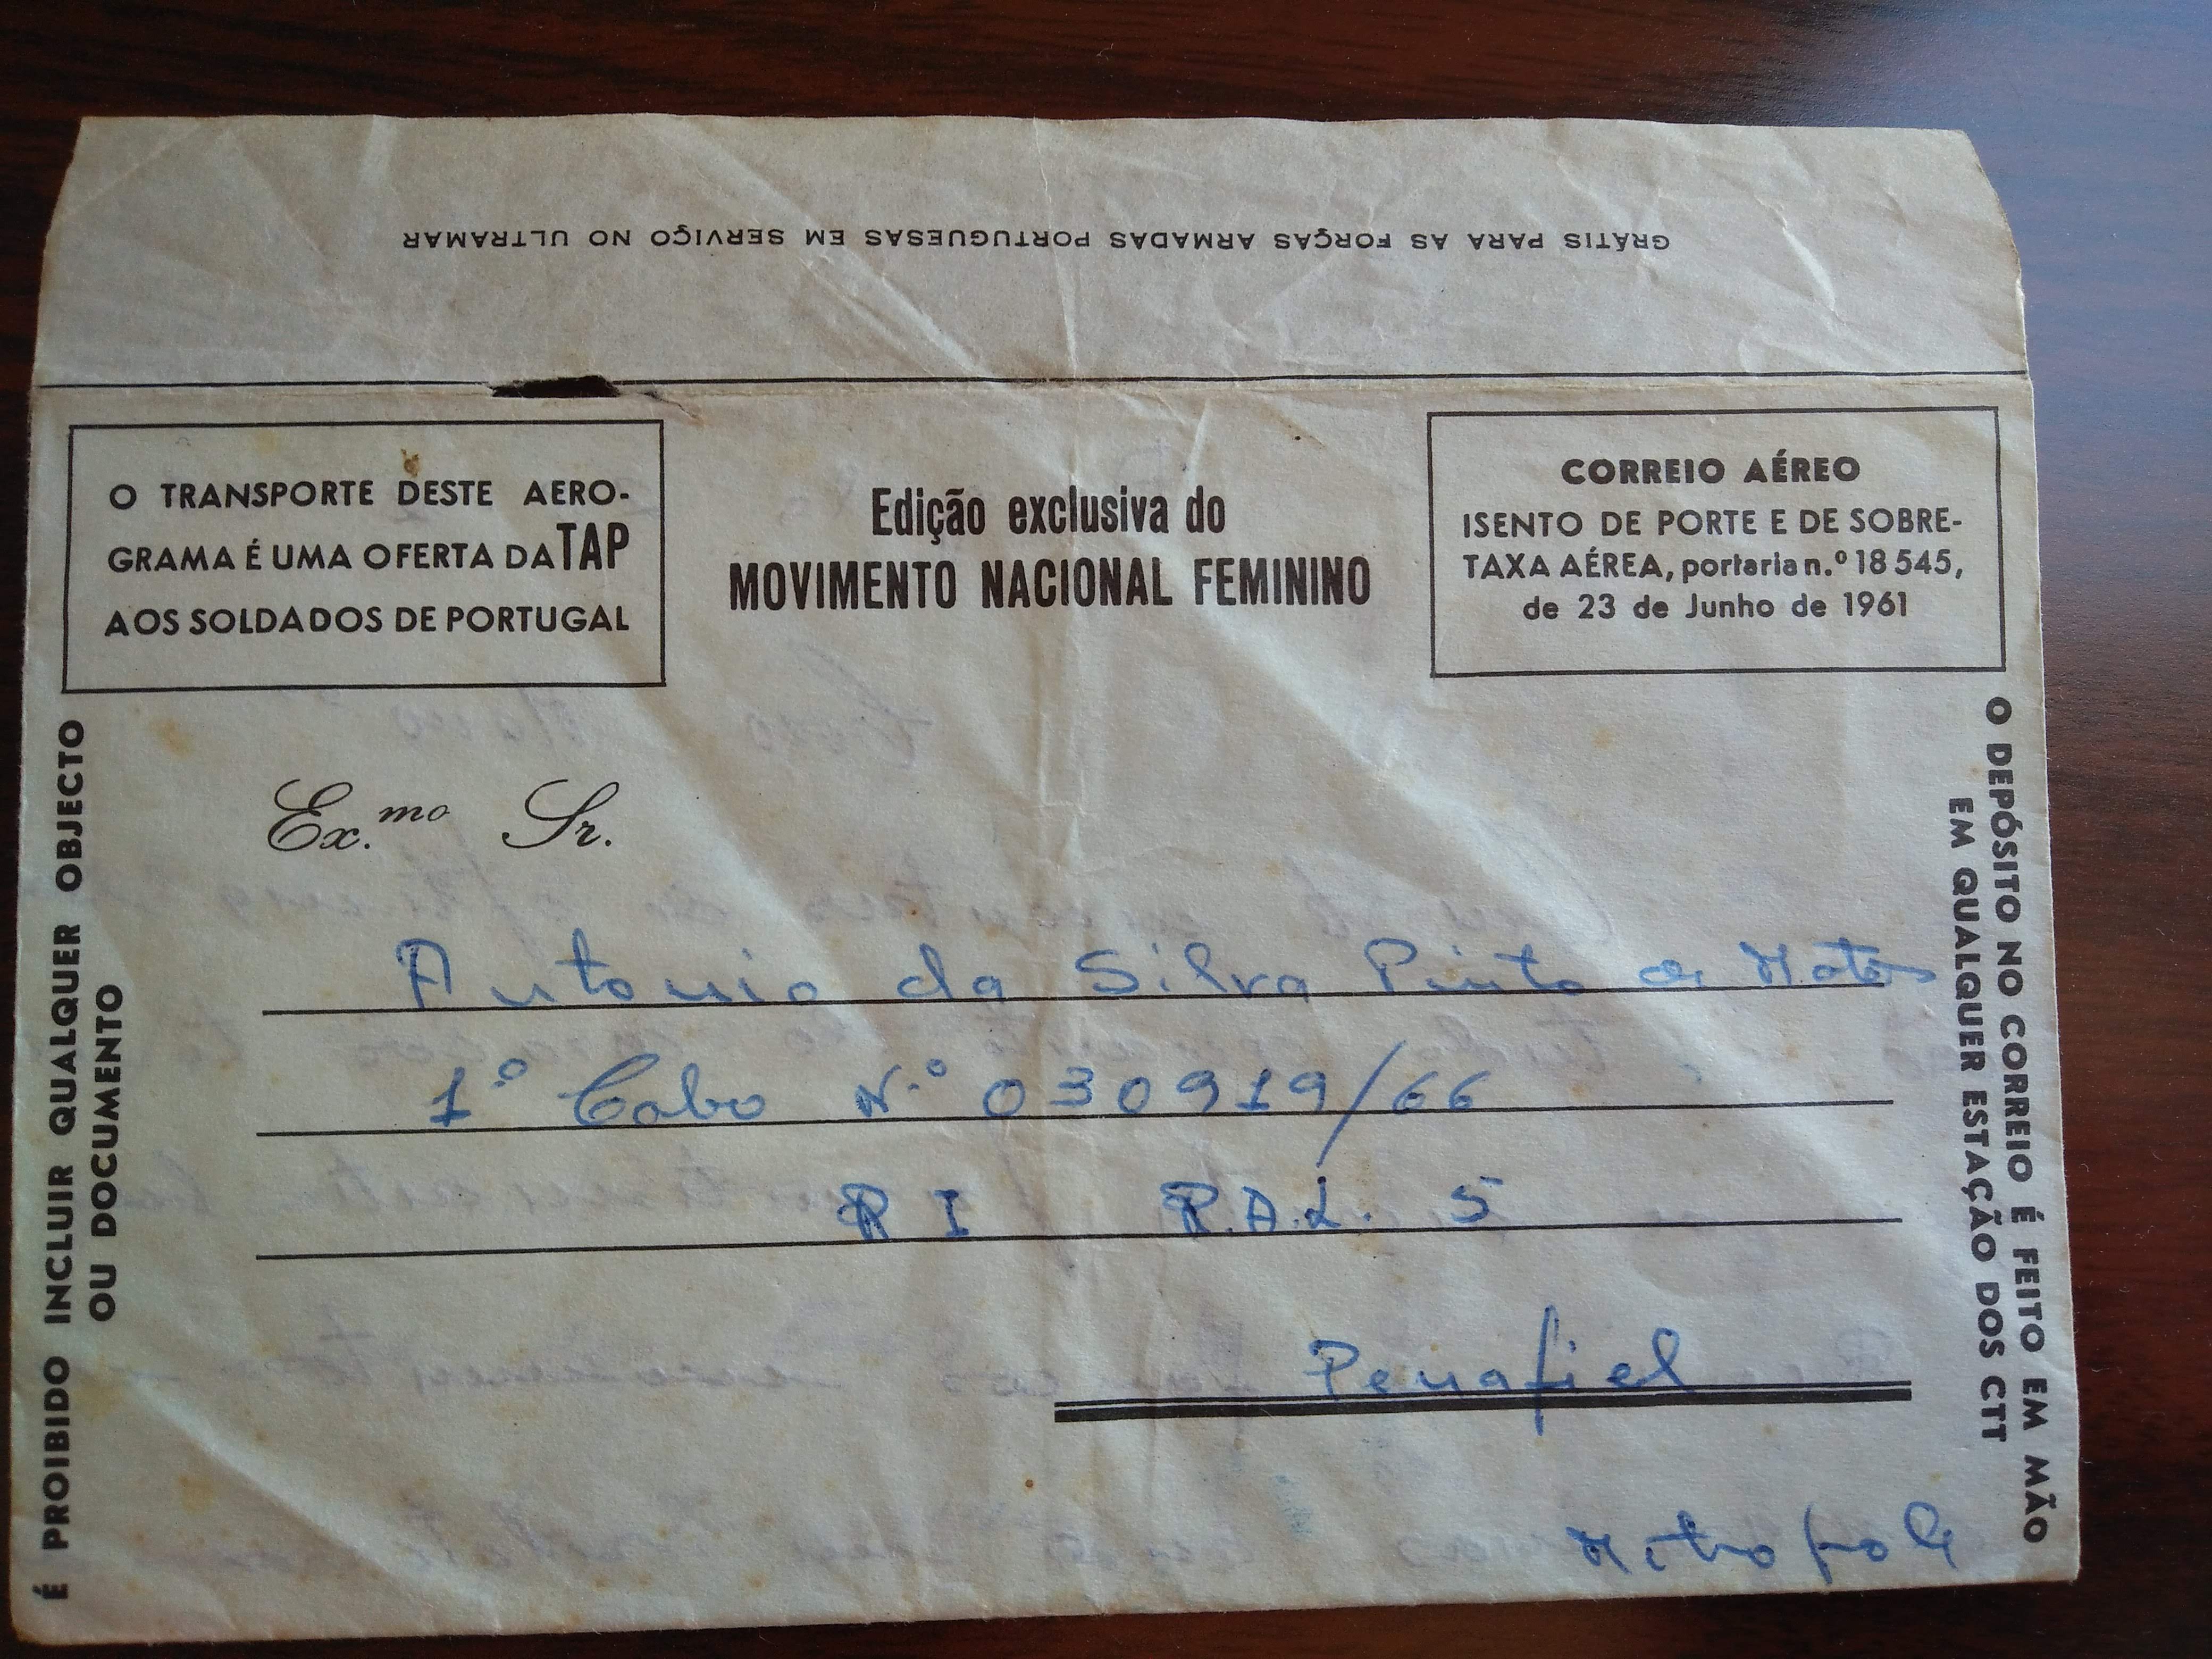 GRÁTIS PARA AS FORÇAS ARMADAS PORTUGUESAS EM SERVIÇO NO ULTRAMAR
O TRANSPORTE DESTE AERO-
GRAMA É UMA OFERTA DA TAP
AOS SOLDADOS DE PORTUGAL
Edição exclusiva do
MOVIMENTO NACIONAL FEMININO
CORREIO AÉREO
ISENTO DE PORTE E DE SOBRE-
TAXA AÉREA, portaria n.º 18 545,
de 23 de Junho de 1961
É PROIBIDO INCLUIR QUALQUER OBJECTO
OU DOCUMENTO
O DEPÓSITO NO CORREIO É FEITO EM MÃO
EM QUALQUER ESTAÇÃO DOS CTT
Ex.mo Sr.
Antonio da Silva Pinto de Matos
1º Cabo N.º 030919/66
R I R.A.L. 5
Penafiel
Metropoli